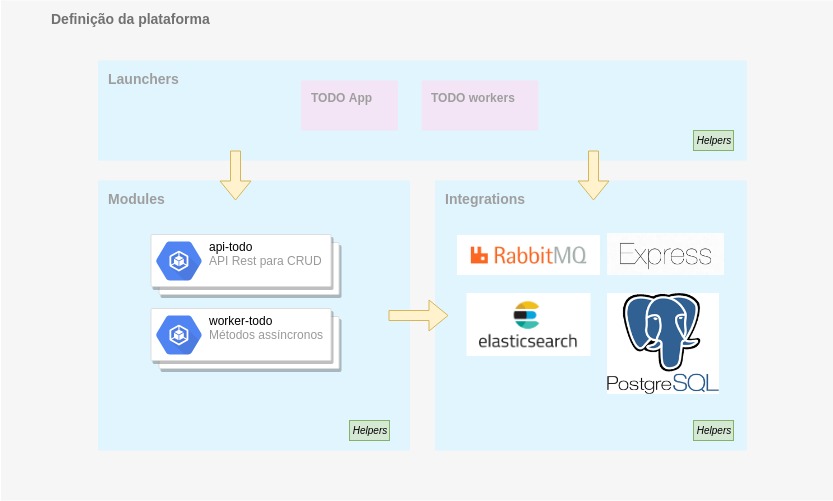 Definição da plataforma
Launchers
TODO App
TODO workers
Helpers
Modules
api-todo
API Rest para CRUD
worker-todo
Métodos assíncronos
Helpers
Integrations
RabbitMQ
Express
elasticsearch
PostgreSQL
Helpers